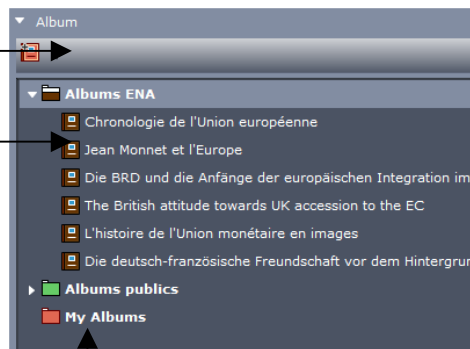 Album
Albums ENA
Chronologie de l'Union européenne
Jean Monnet et l'Europe
Die BRD und die Anfänge der europäischen Integration im
The British attitude towards UK accession to the EC
L'histoire de l'Union monétaire en images
Die deutsch-französische Freundschaft vor dem Hintergrun
Albums publics
My Albums